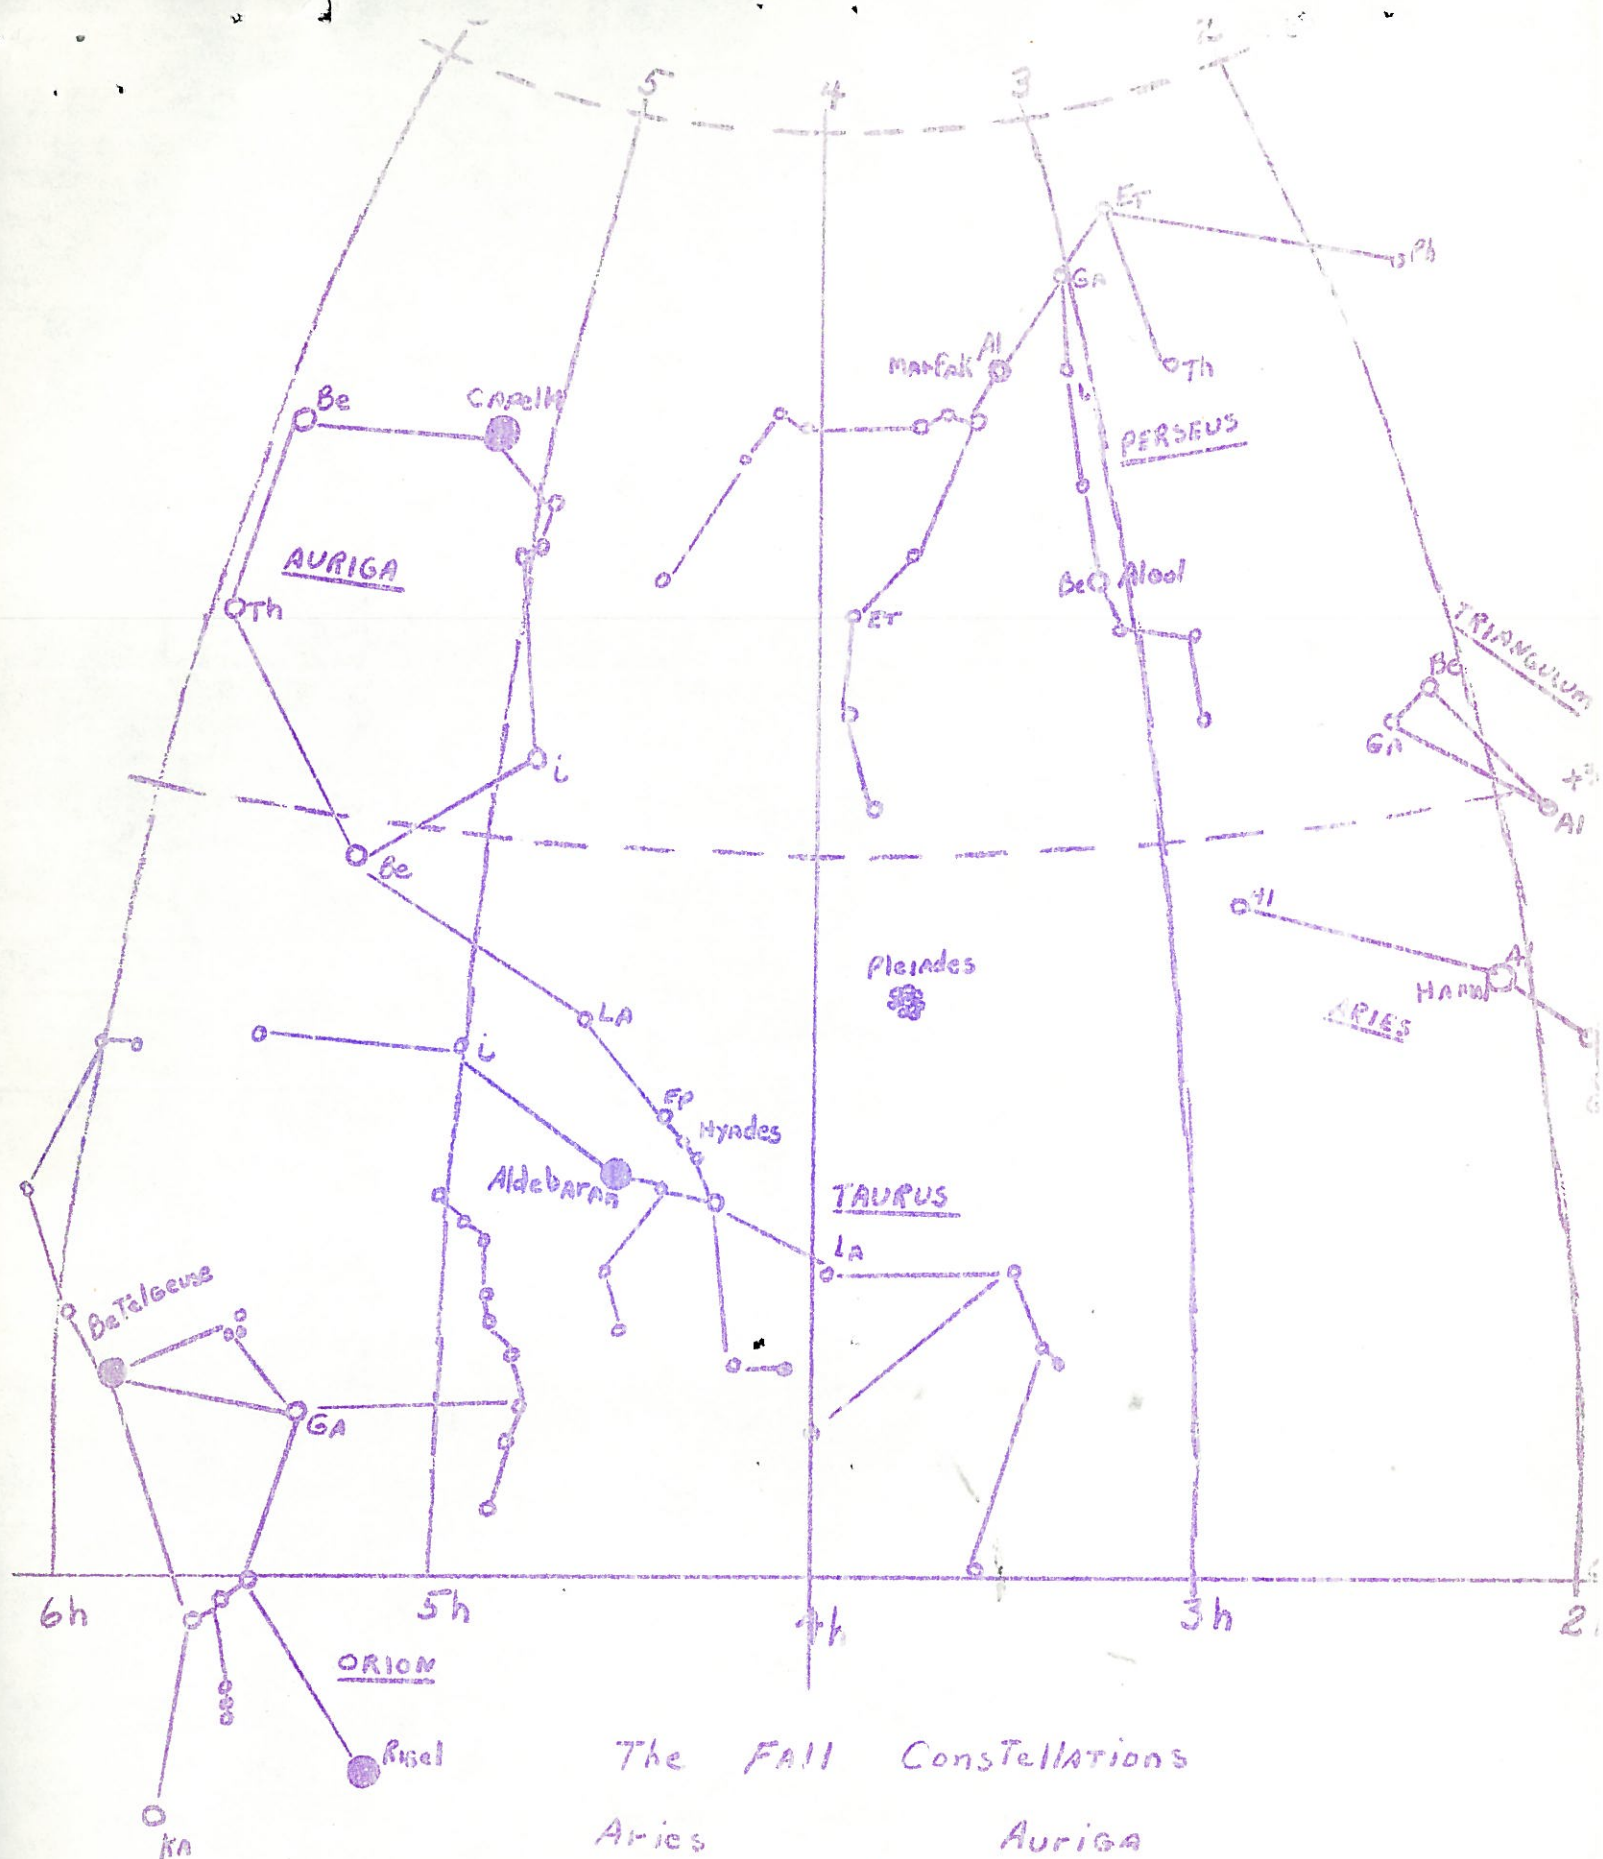 5 4 3 2
ET
Ph
GA
Al
Marfak
Th
i
Be
Capella
PERSEUS
AURIGA
Be Algol
Th
ET
TRIANGULUM
Be
GA
i
+3
Al
Be
41
Pleiades
Al
Hamal
LA
ARIES
i
EP
Hyades
Aldebaran
TAURUS
LA
Betelgeuse
GA
6h 5h 4h 3h 2
ORION
Rigel
The FAll ConsTellATions
KA
Aries AuriGA